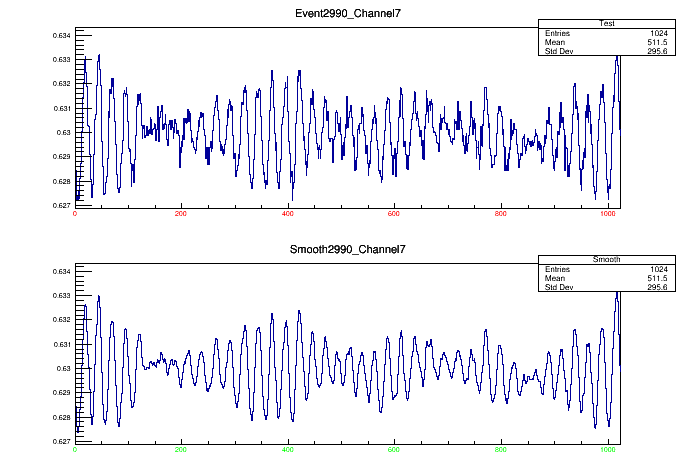 Event2990_Channel7
Test
Entries 1024
Mean 511.5
Std Dev 295.6
0.634
0.633
0.632
0.631
0.63
0.629
0.628
0.627
0 200 400 600 800 1000
Smooth2990_Channel7
Smooth
Entries 1024
Mean 511.5
Std Dev 295.6
0.634
0.633
0.632
0.631
0.63
0.629
0.628
0.627
0 200 400 600 800 1000